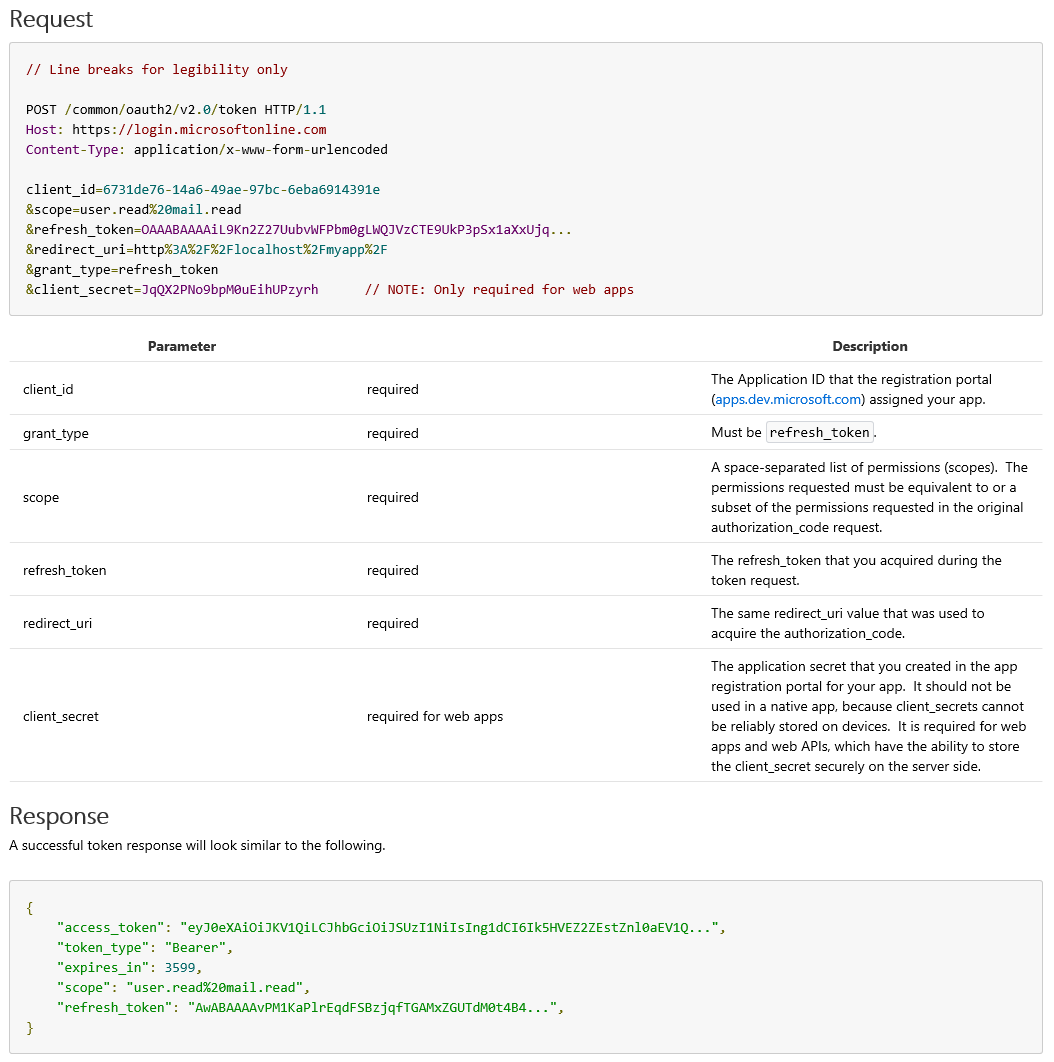 Request
// Line breaks for legibility only
POST /common/oauth2/v2.0/token HTTP/1.1
Host: https://login.microsoftonline.com
Content-Type: application/x-www-form-urlencoded
client_id=6731de76-14a6-49ae-97bc-6eba6914391e
&scope=user.read%20mail.read
&refresh_token=OAAABAAAAiL9Kn2Z27UubvWFPbm0gLWQJVzCTE9UkP3pSx1aXxUjq...
&redirect_uri=http%3A%2F%2Flocalhost%2Fmyapp%2F
&grant_type=refresh_token
&client_secret=JqQX2PNo9bpM0uEihUPzyrh      // NOTE: Only required for web apps
Parameter Description
client_id required The Application ID that the registration portal
(apps.dev.microsoft.com) assigned your app.
grant_type required Must be refresh_token.
scope required A space-separated list of permissions (scopes).  The
permissions requested must be equivalent to or a
subset of the permissions requested in the original
authorization_code request.
refresh_token required The refresh_token that you acquired during the
token request.
redirect_uri required The same redirect_uri value that was used to
acquire the authorization_code.
client_secret required for web apps The application secret that you created in the app
registration portal for your app.  It should not be
used in a native app, because client_secrets cannot
be reliably stored on devices.  It is required for web
apps and web APIs, which have the ability to store
the client_secret securely on the server side.
Response
A successful token response will look similar to the following.
{
"access_token": "eyJ0eXAiOiJKV1QiLCJhbGciOiJSUzI1NiIsIng1dCI6Ik5HVEZ2ZEstZnl0aEV1Q...",
"token_type": "Bearer",
"expires_in": 3599,
"scope": "user.read%20mail.read",
"refresh_token": "AwABAAAAvPM1KaPlrEqdFSBzjqfTGAMxZGUTdM0t4B4...",
}